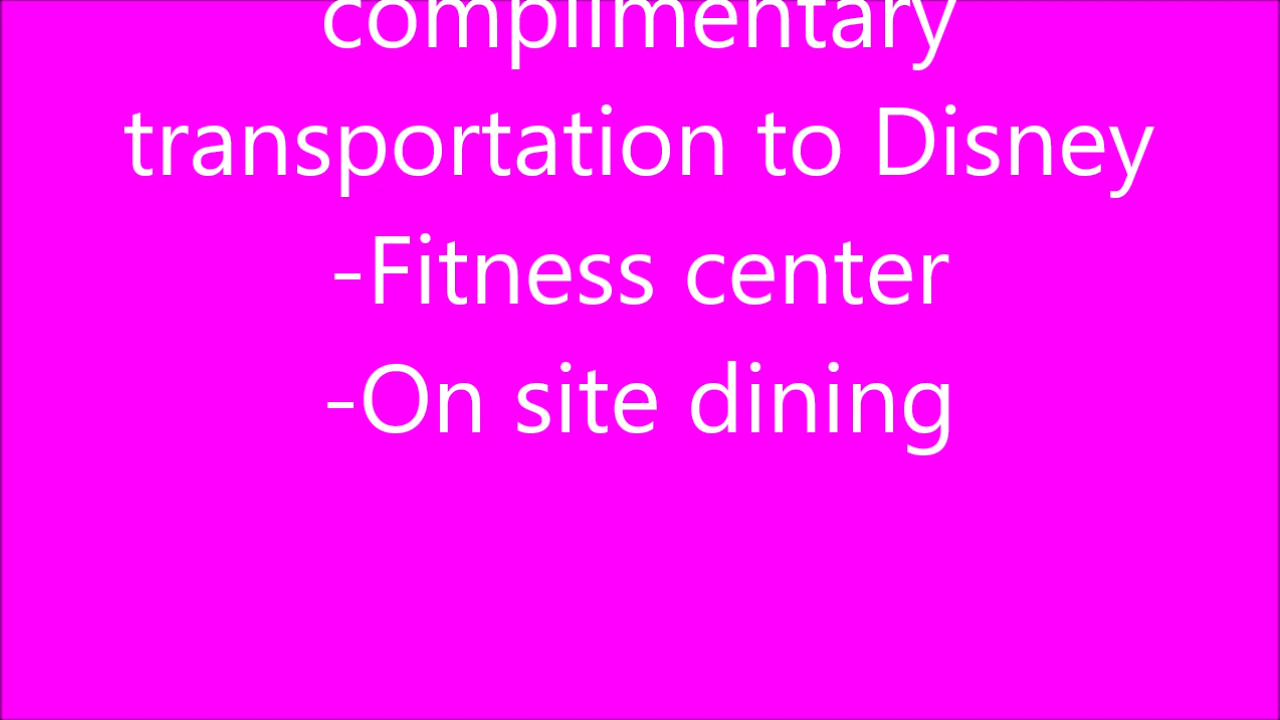 complimentary
transportation to Disney
-Fitness center
-On site dining